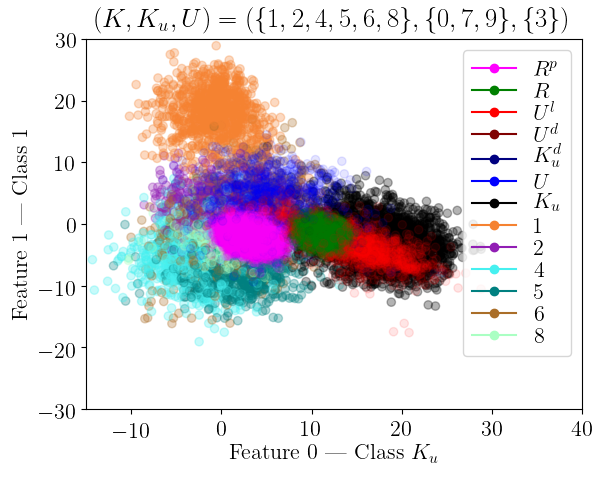 (K, K_u, U) = ({1, 2, 4, 5, 6, 8}, {0, 7, 9}, {3})
30
20
10
0
−10
−20
−30
Feature 1 — Class 1
R^p
R
U^l
U^d
K_u^d
U
K_u
1
2
4
5
6
8
−10 0 10 20 30 40
Feature 0 — Class K_u